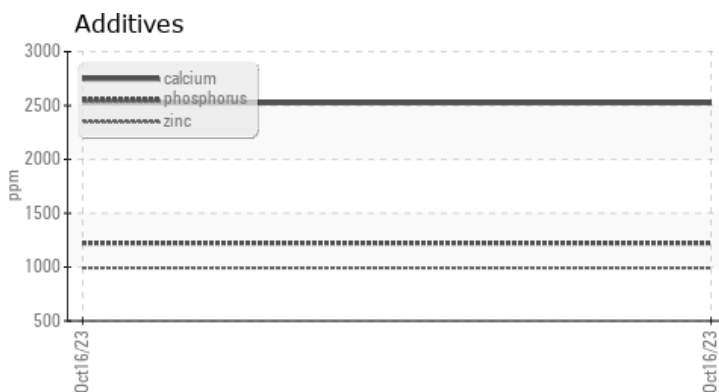 Additives
3000
calcium
2500
phosphorus
zinc
2000
ppm
1500
1000
500
Oct16/23
Oct16/23